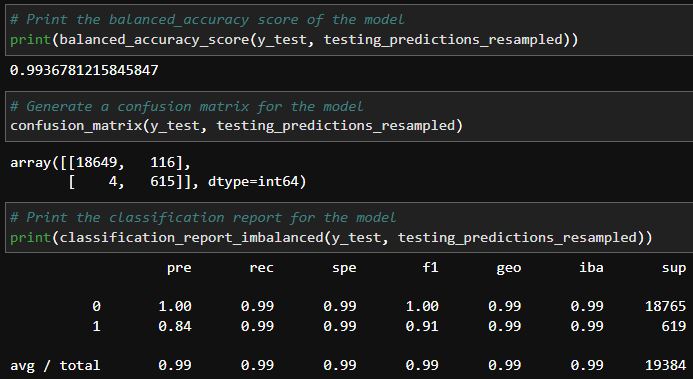 # Print the balanced_accuracy score of the model
print(balanced_accuracy_score(y_test, testing_predictions_resampled))
0.9936781215845847
# Generate a confusion matrix for the model
confusion_matrix(y_test, testing_predictions_resampled)
array([[18649,   116],
       [    4,   615]], dtype=int64)
# Print the classification report for the model
print(classification_report_imbalanced(y_test, testing_predictions_resampled))
pre rec spe f1 geo iba sup
0 1.00 0.99 0.99 1.00 0.99 0.99 18765
1 0.84 0.99 0.99 0.91 0.99 0.99 619
avg / total 0.99 0.99 0.99 0.99 0.99 0.99 19384